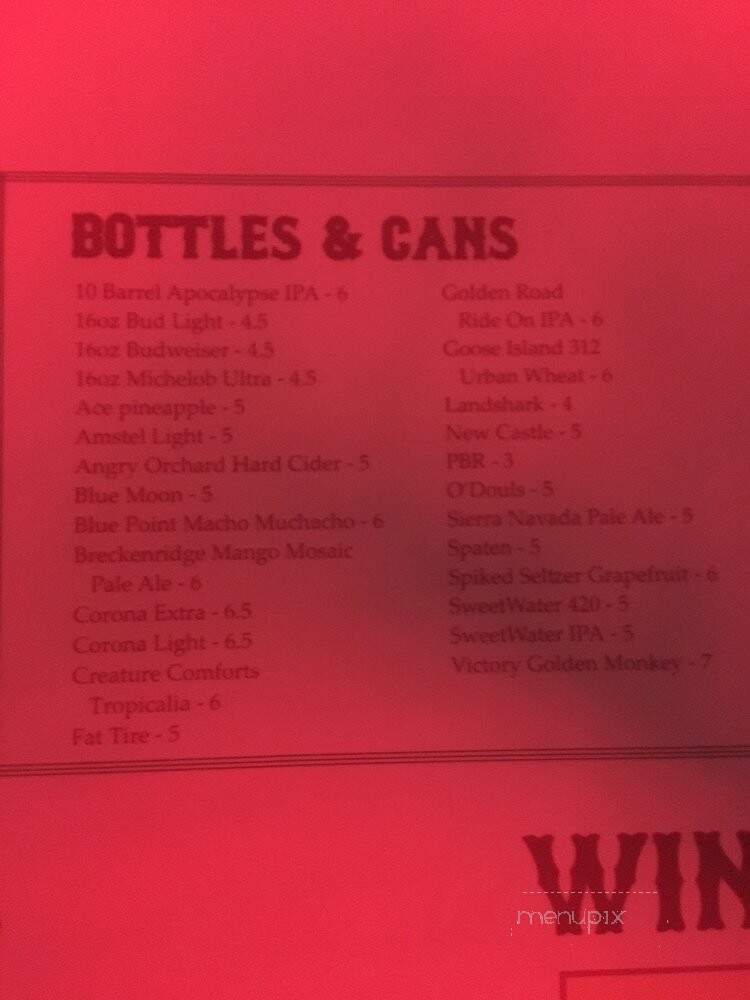 BOTTLES & CANS
10 Barrel Apocalypse IPA - 6
16oz Bud Light - 4.5
16oz Budweiser - 4.5
16oz Michelob Ultra - 4.5
Ace pineapple - 5
Amstel Light - 5
Angry Orchard Hard Cider - 5
Blue Moon - 5
Blue Point Macho Muchacho - 6
Breckenridge Mango Mosaic
Pale Ale - 6
Corona Extra - 6.5
Corona Light - 6.5
Creature Comforts
Tropicalia - 6
Fat Tire - 5
Golden Road
Ride On IPA - 6
Goose Island 312
Urban Wheat - 6
Landshark - 4
New Castle - 5
PBR - 3
O'Douls - 5
Sierra Navada Pale Ale - 5
Spaten - 5
Spiked Seltzer Grapefruit - 6
SweetWater 420 - 5
SweetWater IPA - 5
Victory Golden Monkey - 7
WIN
menupix